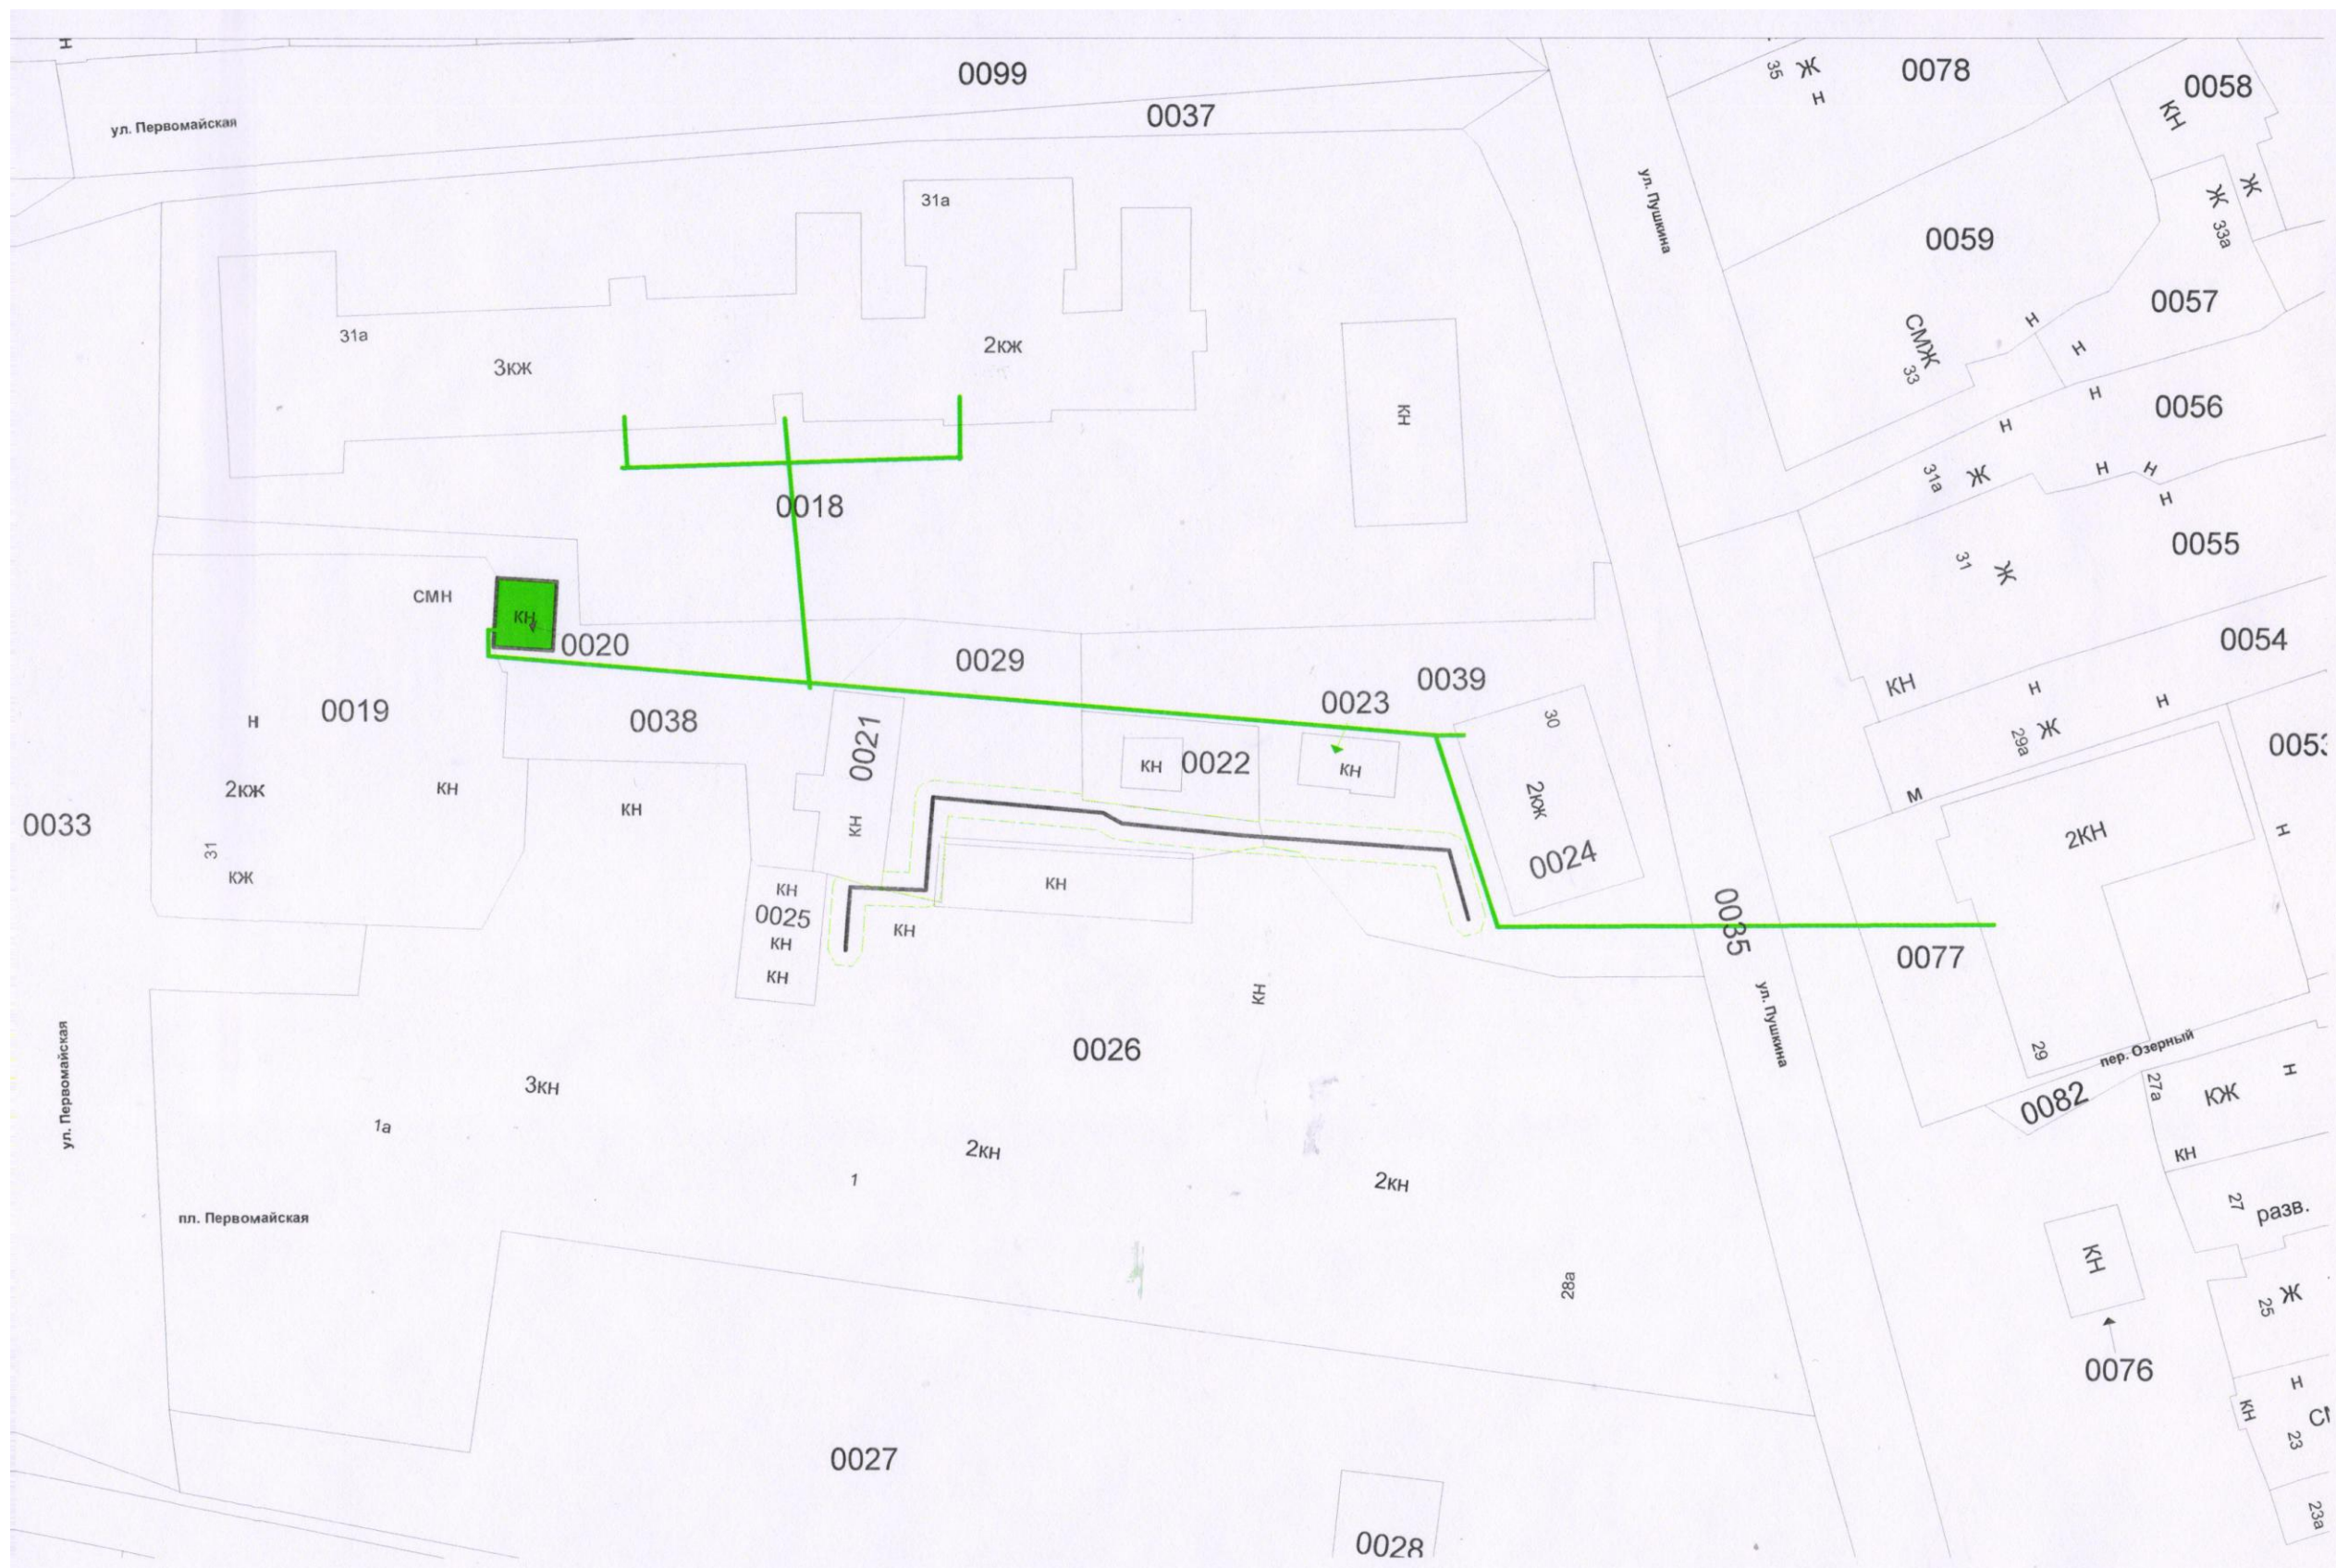 н
0099
35
Ж
0078
0058
н
КН
0037
ул. Первомайская
ул. Пушкина
Ж
Ж
33а
31а
0059
0057
31а
3кж
2кж
СМЖ
33
н
н
кн
н
0056
н
31а
Ж
н
н
н
0018
31
Ж
0055
смн
кн
0020
0029
0039
0023
КН
0054
н
н
0019
н
0038
0021
30
29а
Ж
0053
кн
0022
кн
2кж
2кж
кн
кн
кн
М
2КН
н
0033
31
кж
0024
кн
0025
кн
кн
кн
кн
0035
0077
кн
ул. Пушкина
0026
ул. Первомайская
29
пер. Озерный
3кн
1а
0082
27а
КЖ
н
2кн
1
2кн
КН
пл. Первомайская
27
разв.
КН
28а
25
Ж
0076
н
КН
23
0027
23а
0028